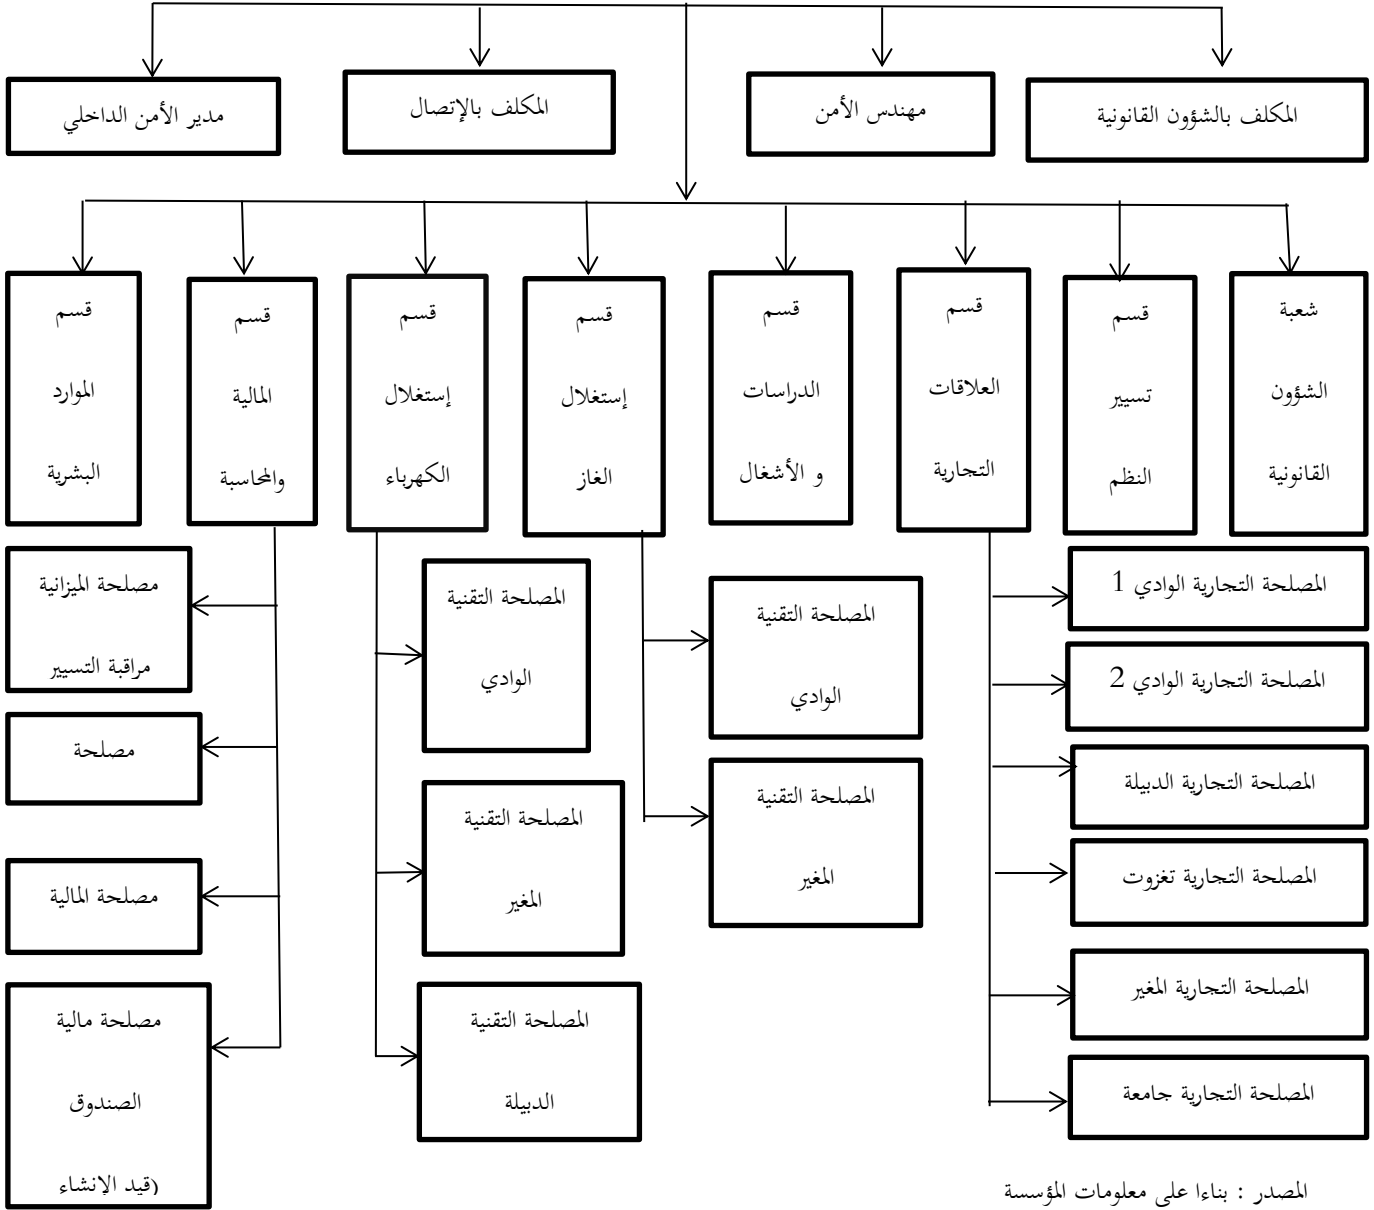 المكلف بالشؤون القانونية
مهندس الأمن
المكلف بالإتصال
مدير الأمن الداخلي
شعبة
الشؤون
القانونية
قسم
تسيير
النظم
قسم
العلاقات
التجارية
قسم
الدراسات
و الأشغال
قسم
إستغلال
الغاز
قسم
إستغلال
الكهرباء
قسم
المالية
والمحاسبة
قسم
الموارد
البشرية
المصلحة التجارية الوادي 1
المصلحة التجارية الوادي 2
المصلحة التجارية الدبيلة
المصلحة التجارية تغزوت
المصلحة التجارية المغير
المصلحة التجارية جامعة
المصلحة التقنية
الوادي
المصلحة التقنية
المغير
المصلحة التقنية
الوادي
المصلحة التقنية
المغير
المصلحة التقنية
الدبيلة
مصلحة الميزانية
مراقبة التسيير
مصلحة
مصلحة المالية
مصلحة مالية
الصندوق
(قيد الإنشاء
المصدر : بناءا على معلومات المؤسسة